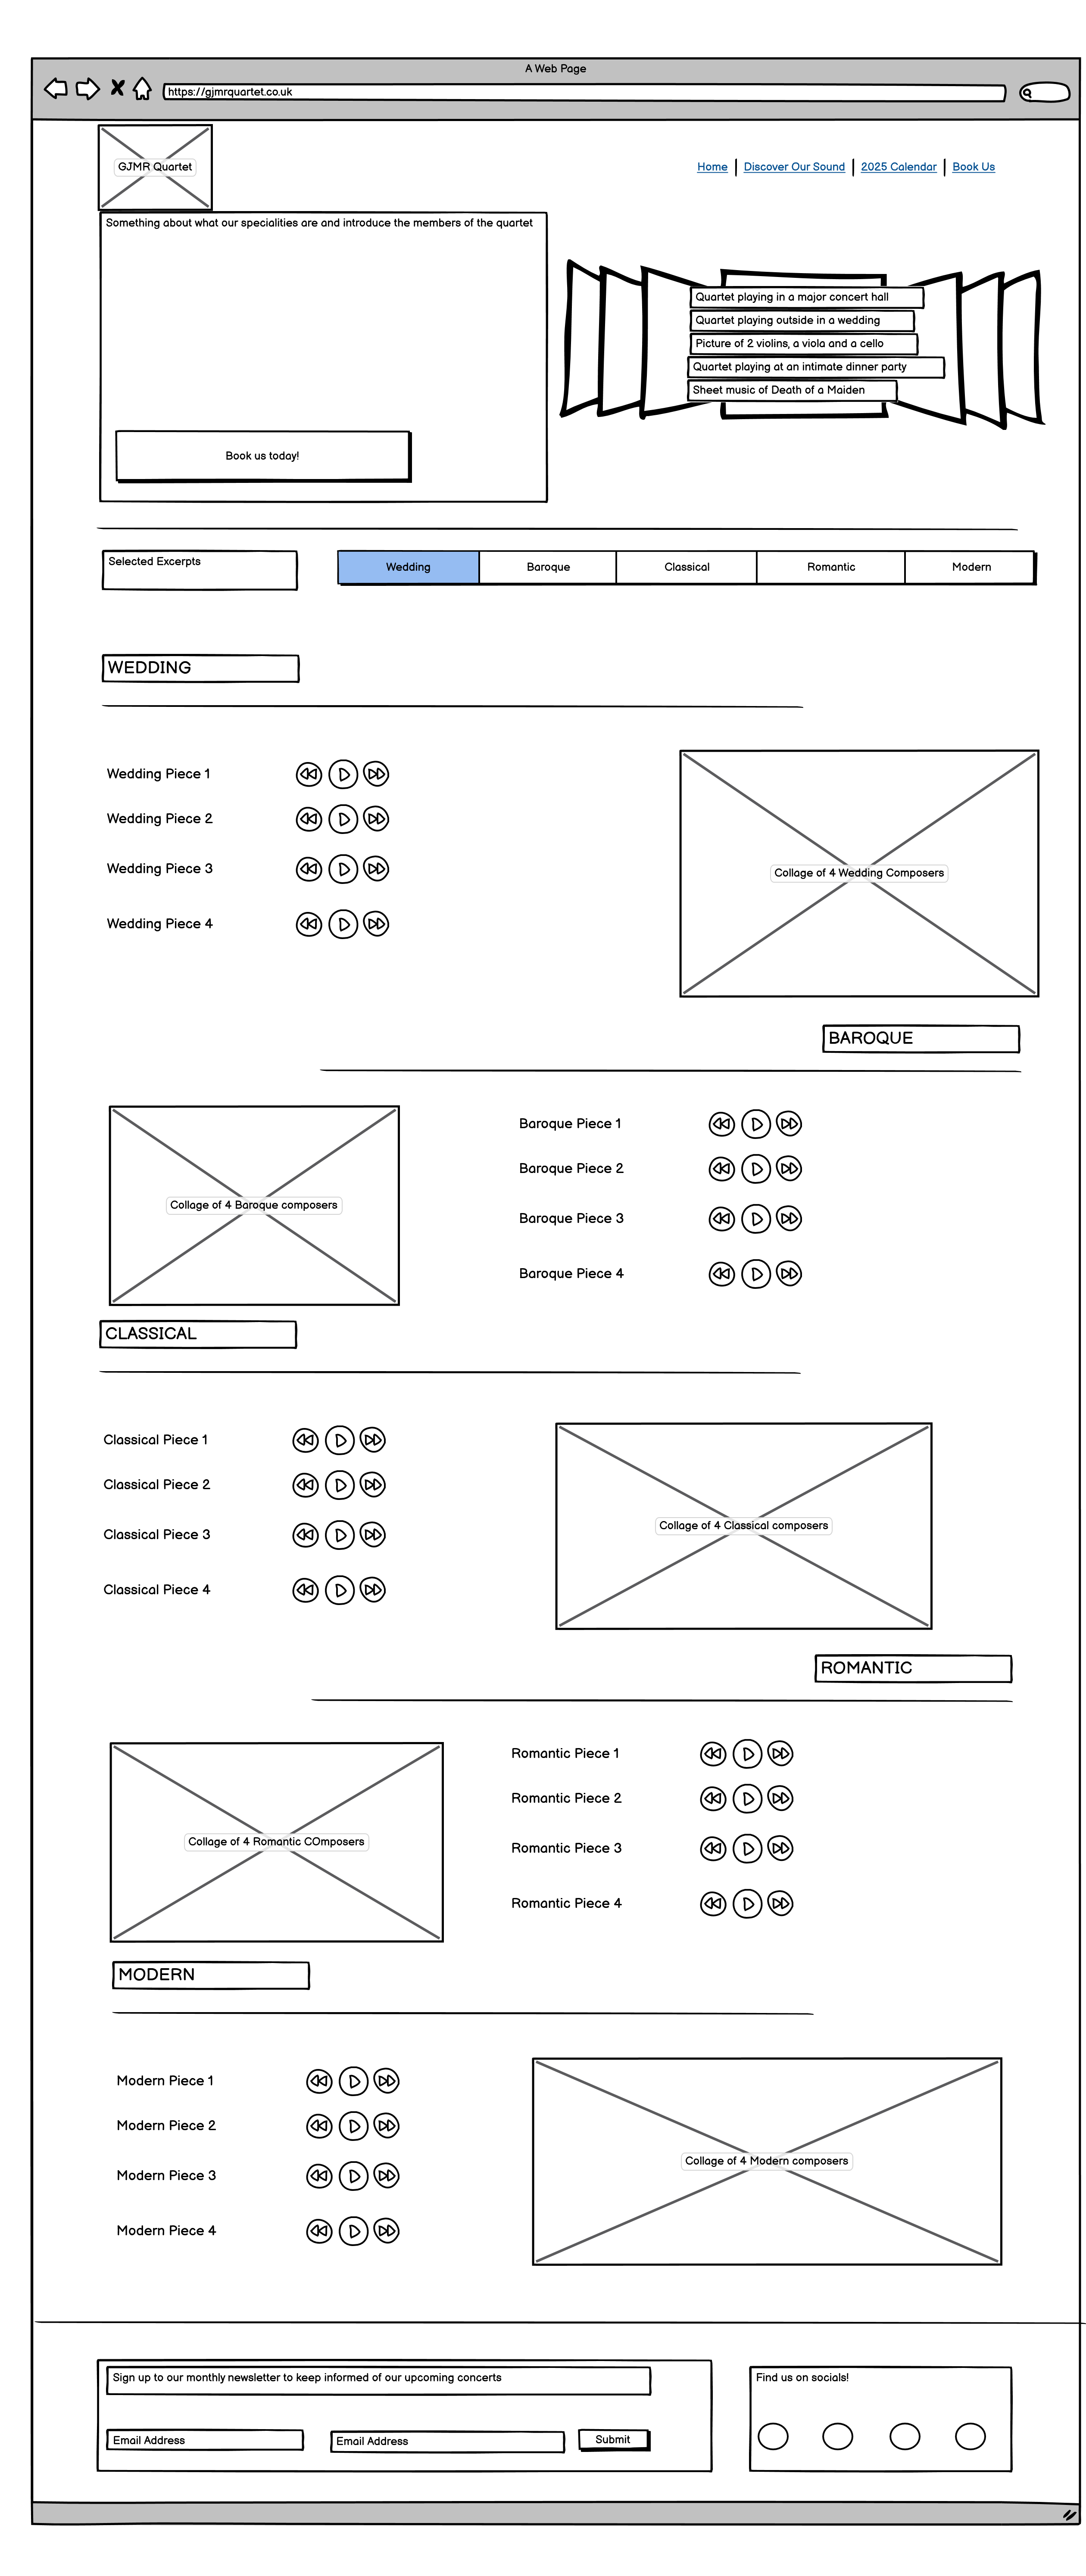 A Web Page
https://gjmrquartet.co.uk
GJMR Quartet
Home
Discover Our Sound
2025 Calendar
Book Us
Something about what our specialities are and introduce the members of the quartet
Quartet playing in a major concert hall
Quartet playing outside in a wedding
Picture of 2 violins, a viola and a cello
Quartet playing at an intimate dinner party
Sheet music of Death of a Maiden
Book us today!
Selected Excerpts
Wedding
Baroque
Classical
Romantic
Modern
WEDDING
Wedding Piece 1
Wedding Piece 2
Wedding Piece 3
Wedding Piece 4
Collage of 4 Wedding Composers
BAROQUE
Collage of 4 Baroque composers
Baroque Piece 1
Baroque Piece 2
Baroque Piece 3
Baroque Piece 4
CLASSICAL
Classical Piece 1
Classical Piece 2
Classical Piece 3
Classical Piece 4
Collage of 4 Classical composers
ROMANTIC
Collage of 4 Romantic COmposers
Romantic Piece 1
Romantic Piece 2
Romantic Piece 3
Romantic Piece 4
MODERN
Modern Piece 1
Modern Piece 2
Modern Piece 3
Modern Piece 4
Collage of 4 Modern composers
Sign up to our monthly newsletter to keep informed of our upcoming concerts
Email Address
Email Address
Submit
Find us on socials!